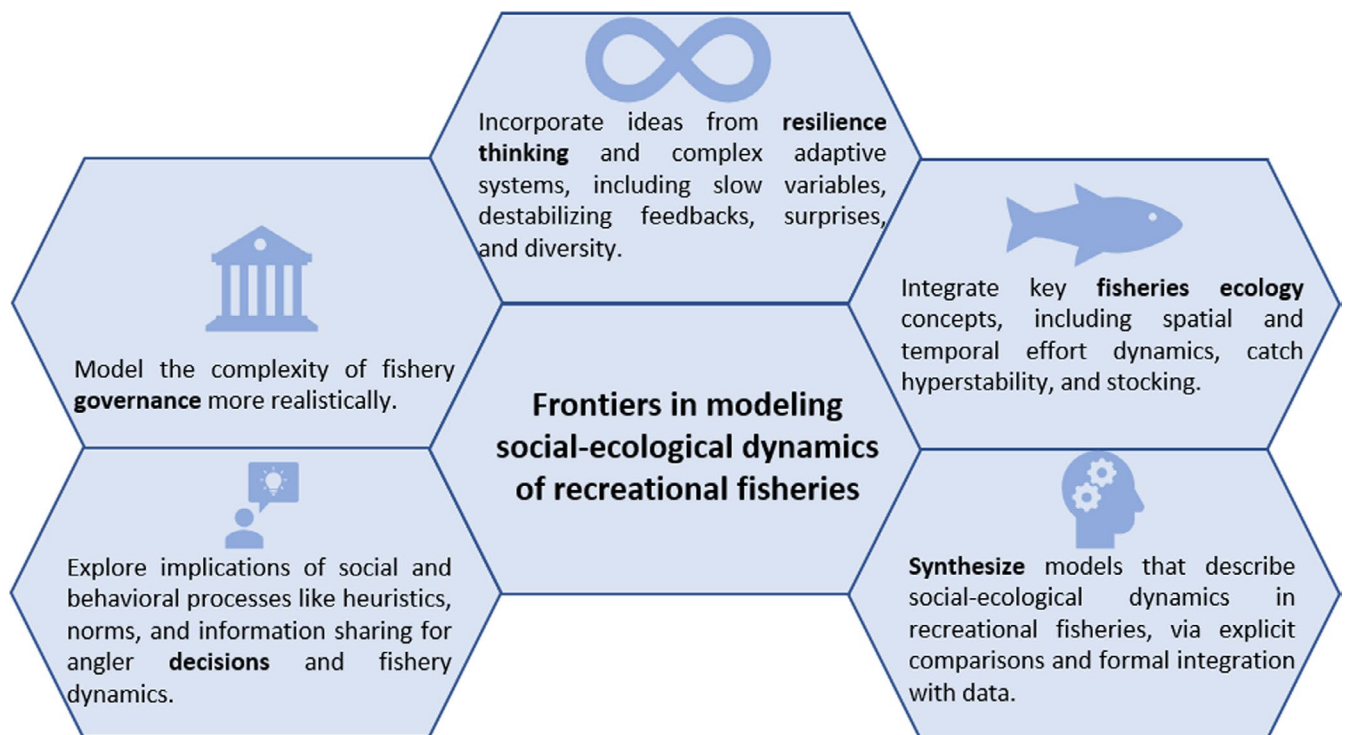 Incorporate ideas from resilience
thinking and complex adaptive
systems, including slow variables,
destabilizing feedbacks, surprises,
and diversity.
Model the complexity of fishery
governance more realistically.
Integrate key fisheries ecology
concepts, including spatial and
temporal effort dynamics, catch
hyperstability, and stocking.
Frontiers in modeling
social-ecological dynamics
of recreational fisheries
Explore implications of social and
behavioral processes like heuristics,
norms, and information sharing for
angler decisions and fishery
dynamics.
Synthesize models that describe
social-ecological dynamics in
recreational fisheries, via explicit
comparisons and formal integration
with data.